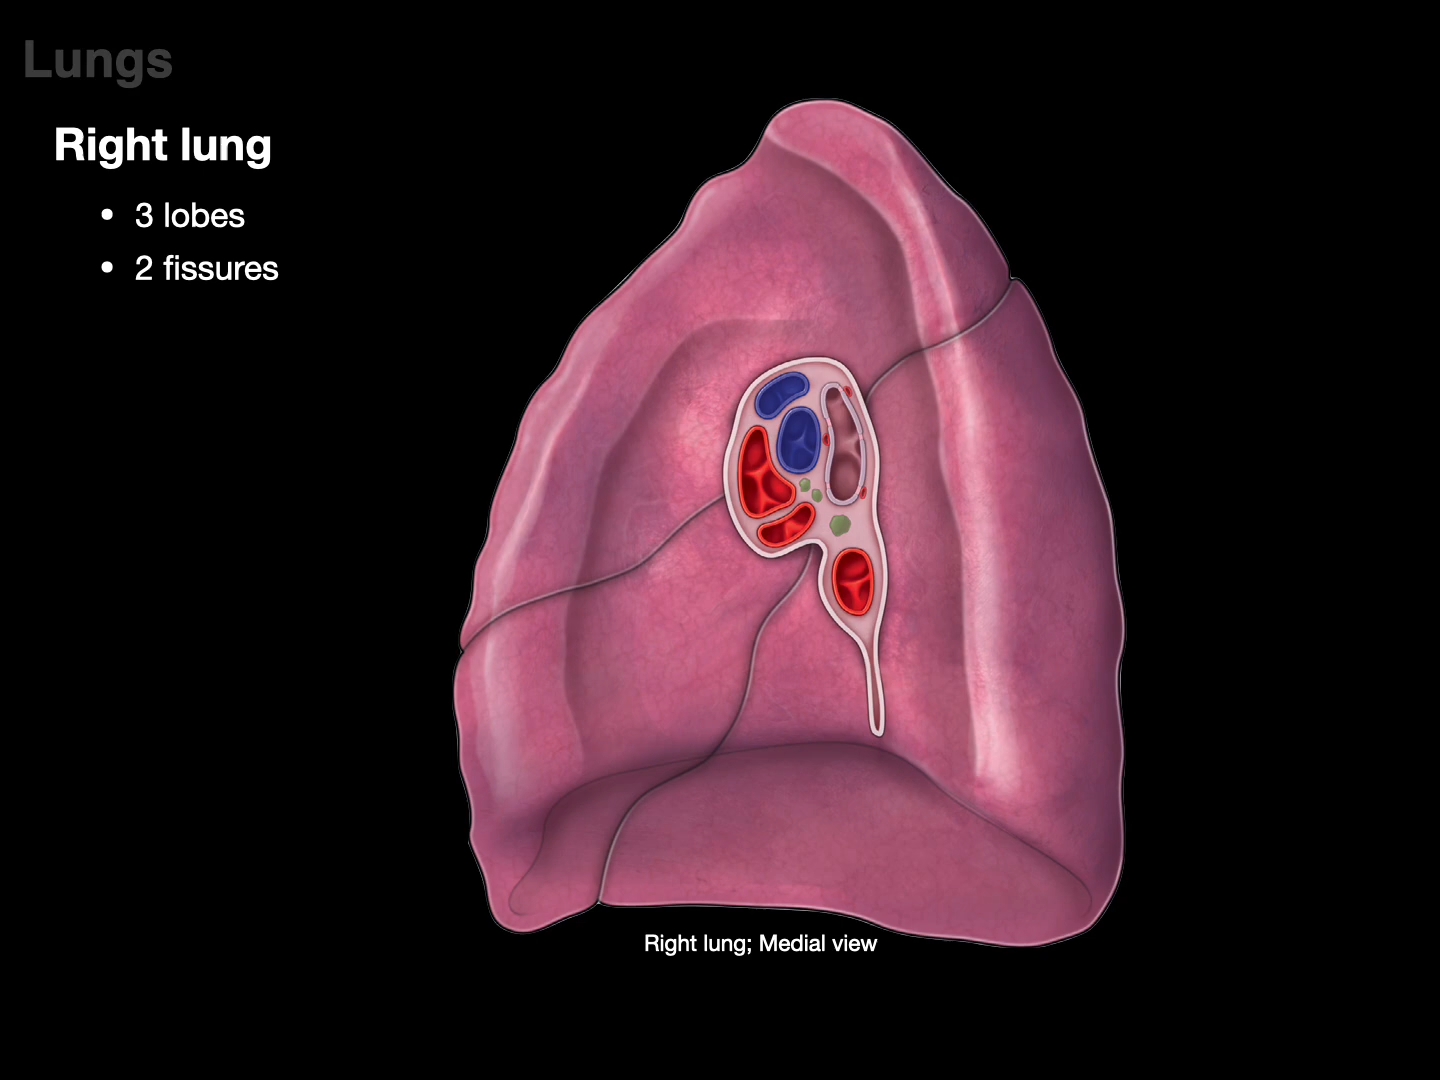 Lungs
Right lung
• 3 lobes
• 2 fissures
Right lung; Medial view